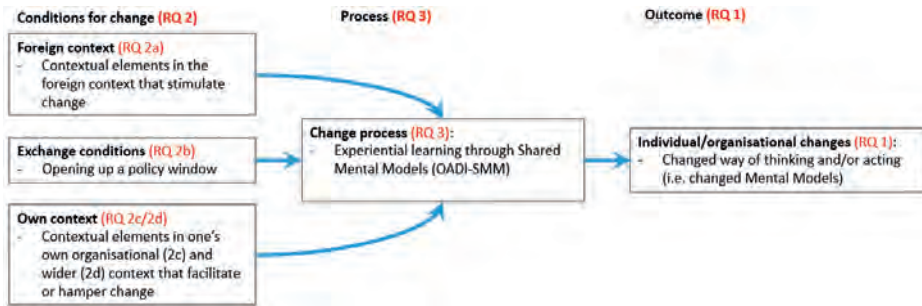 Conditions for change (RQ 2)
Process (RQ 3)
Outcome (RQ 1)
Foreign context (RQ 2a)
- Contextual elements in the
foreign context that stimulate
change
Exchange conditions (RQ 2b)
- Opening up a policy window
Own context (RQ 2c/2d)
- Contextual elements in one's
own organisational (2c) and
wider (2d) context that facilitate
or hamper change
Change process (RQ 3):
- Experiential learning through Shared
Mental Models (OADI-SMM)
Individual/organisational changes (RQ 1):
- Changed way of thinking and/or acting
(i.e. changed Mental Models)